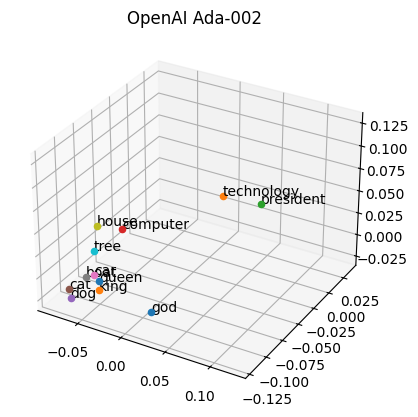 OpenAI Ada-002
technology
president
house
computer
tree
car
queen
king
cat
dog
god
0.125
0.100
0.075
0.050
0.025
0.000
−0.025
−0.05
0.00
0.05
0.10
0.025
0.000
−0.025
−0.050
−0.075
−0.100
−0.125